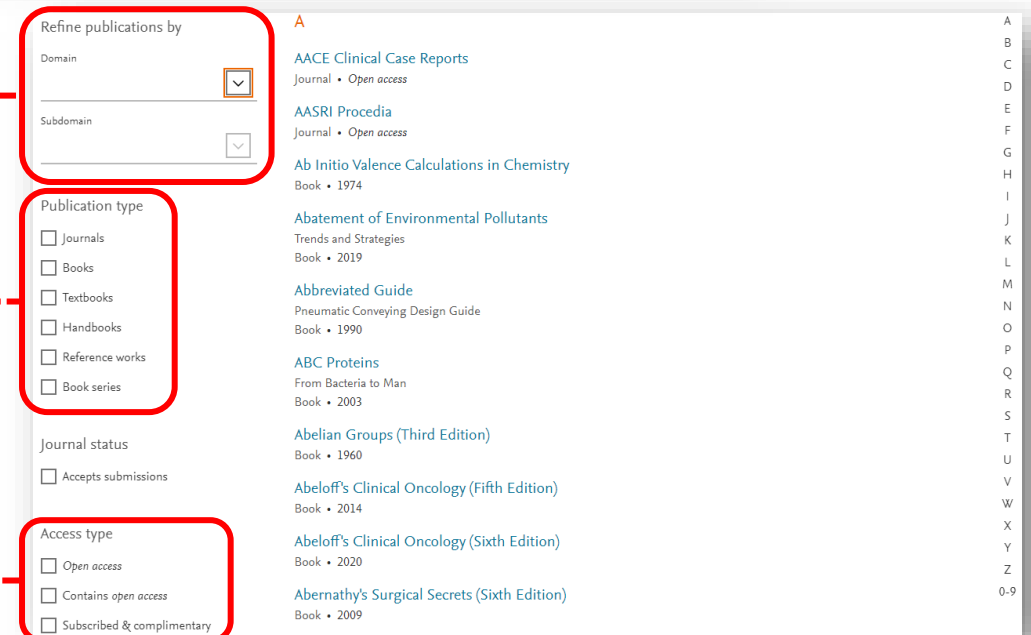 Refine publications by
Domain
Subdomain
Publication type
Journals
Books
Textbooks
Handbooks
Reference works
Book series
Journal status
Accepts submissions
Access type
Open access
Contains open access
Subscribed & complimentary
A
AACE Clinical Case Reports
Journal • Open access
AASRI Procedia
Journal • Open access
Ab Initio Valence Calculations in Chemistry
Book • 1974
Abatement of Environmental Pollutants
Trends and Strategies
Book • 2019
Abbreviated Guide
Pneumatic Conveying Design Guide
Book • 1990
ABC Proteins
From Bacteria to Man
Book • 2003
Abelian Groups (Third Edition)
Book • 1960
Abeloff's Clinical Oncology (Fifth Edition)
Book • 2014
Abeloff's Clinical Oncology (Sixth Edition)
Book • 2020
Abernathy's Surgical Secrets (Sixth Edition)
Book • 2009
A
B
C
D
E
F
G
H
I
J
K
L
M
N
O
P
Q
R
S
T
U
V
W
X
Y
Z
0-9